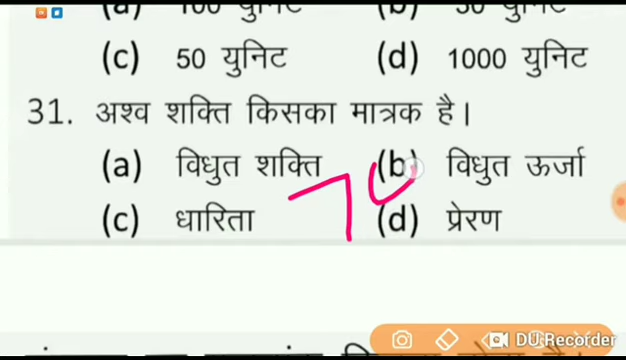 (c) 50 युनिट (d) 1000 युनिट
31. अश्व शक्ति किसका मात्रक है।
(a) विधुत शक्ति (b) विधुत ऊर्जा
(c) धारिता (d) प्रेरण
DU Recorder